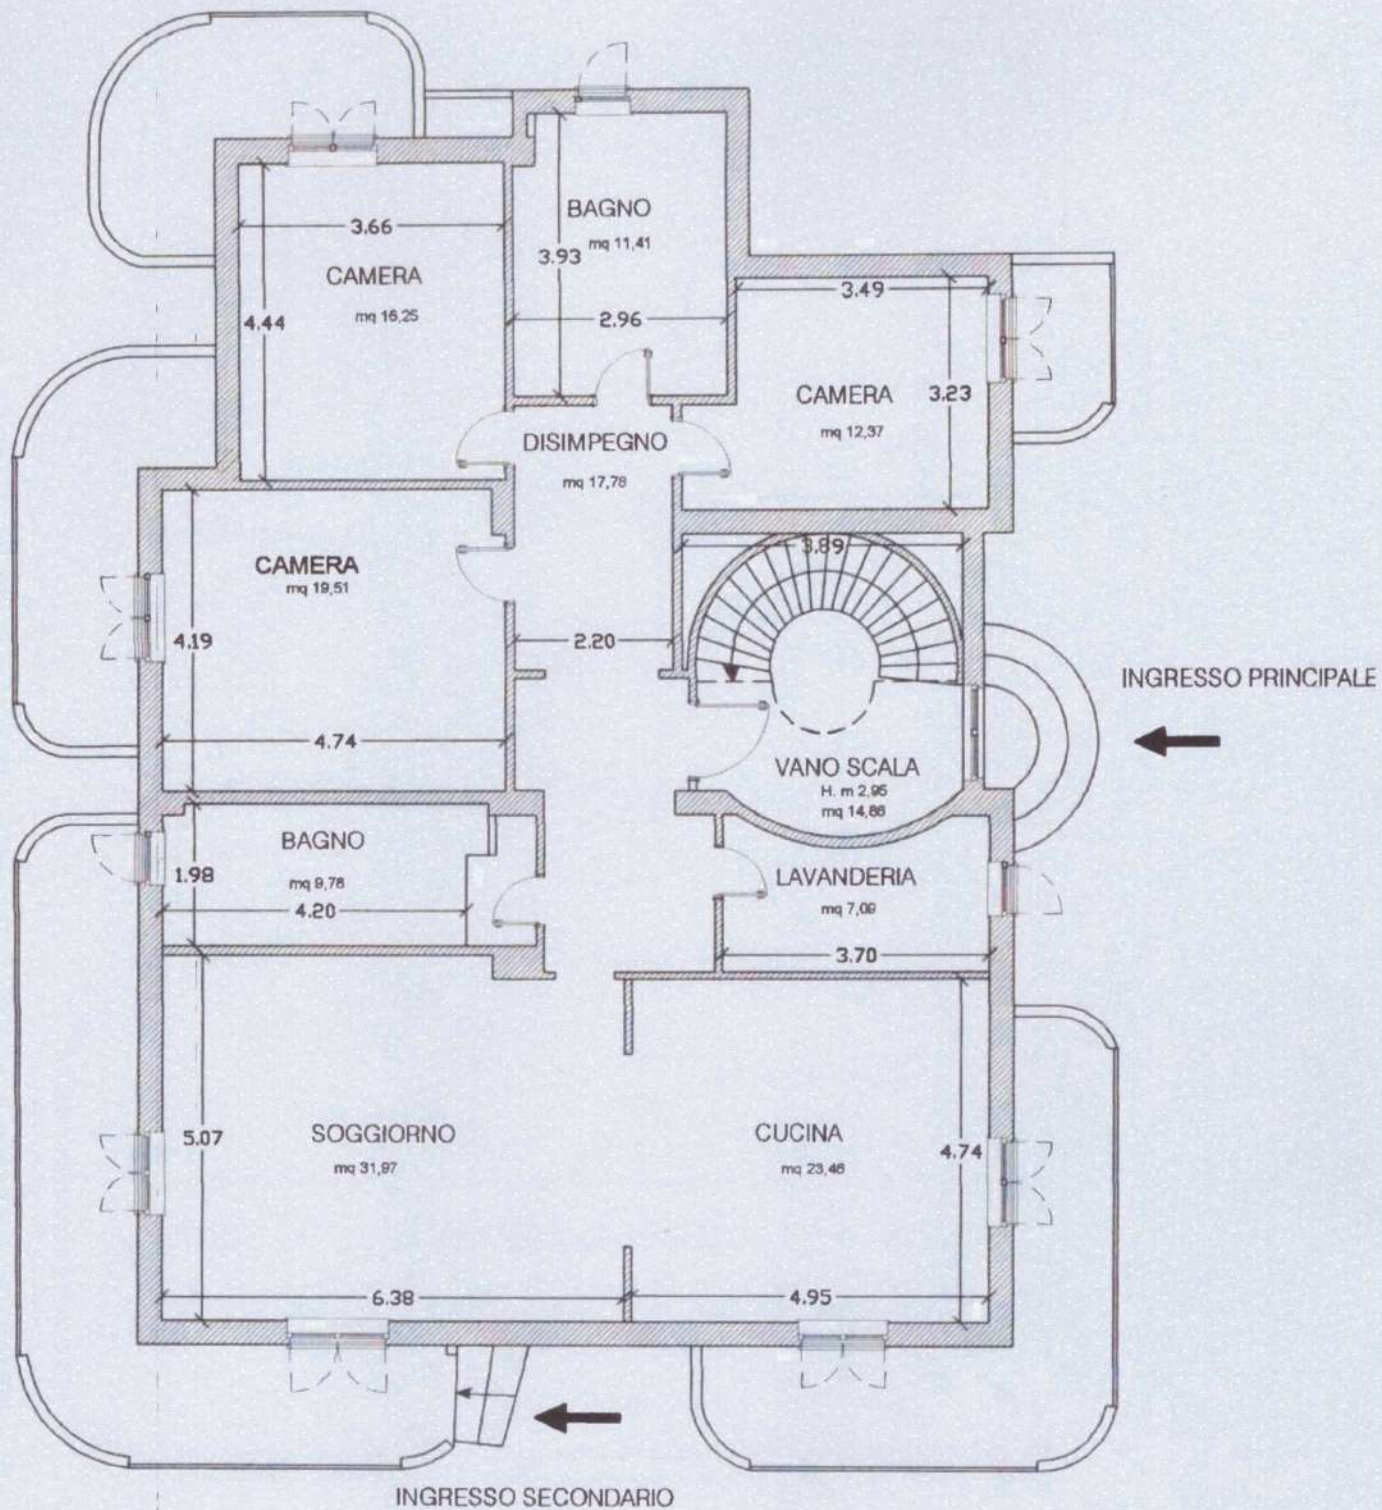 BAGNO
mq 11,41
3.93
2.96
3.66
CAMERA
mq 16,25
4.44
3.49
CAMERA
mq 12,37
3.23
DISIMPEGNO
mq 17,78
3.89
CAMERA
mq 19,51
4.19
4.74
2.20
INGRESSO PRINCIPALE
VANO SCALA
H. m 2,95
mq 14,86
BAGNO
mq 9,76
1.98
4.20
LAVANDERIA
mq 7,09
3.70
SOGGIORNO
mq 31,97
5.07
6.38
CUCINA
mq 23,46
4.74
4.95
INGRESSO SECONDARIO